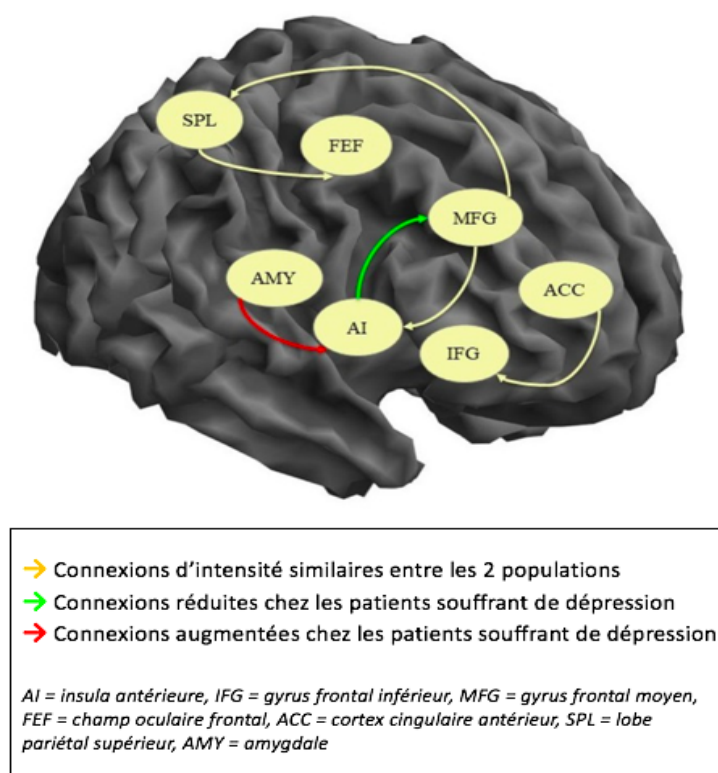 SPL
FEF
MFG
AMY
ACC
AI
IFG
→ Connexions d'intensité similaires entre les 2 populations
→ Connexions réduites chez les patients souffrant de dépression
→ Connexions augmentées chez les patients souffrant de dépression
AI = insula antérieure, IFG = gyrus frontal inférieur, MFG = gyrus frontal moyen,
FEF = champ oculaire frontal, ACC = cortex cingulaire antérieur, SPL = lobe
pariétal supérieur, AMY = amygdale